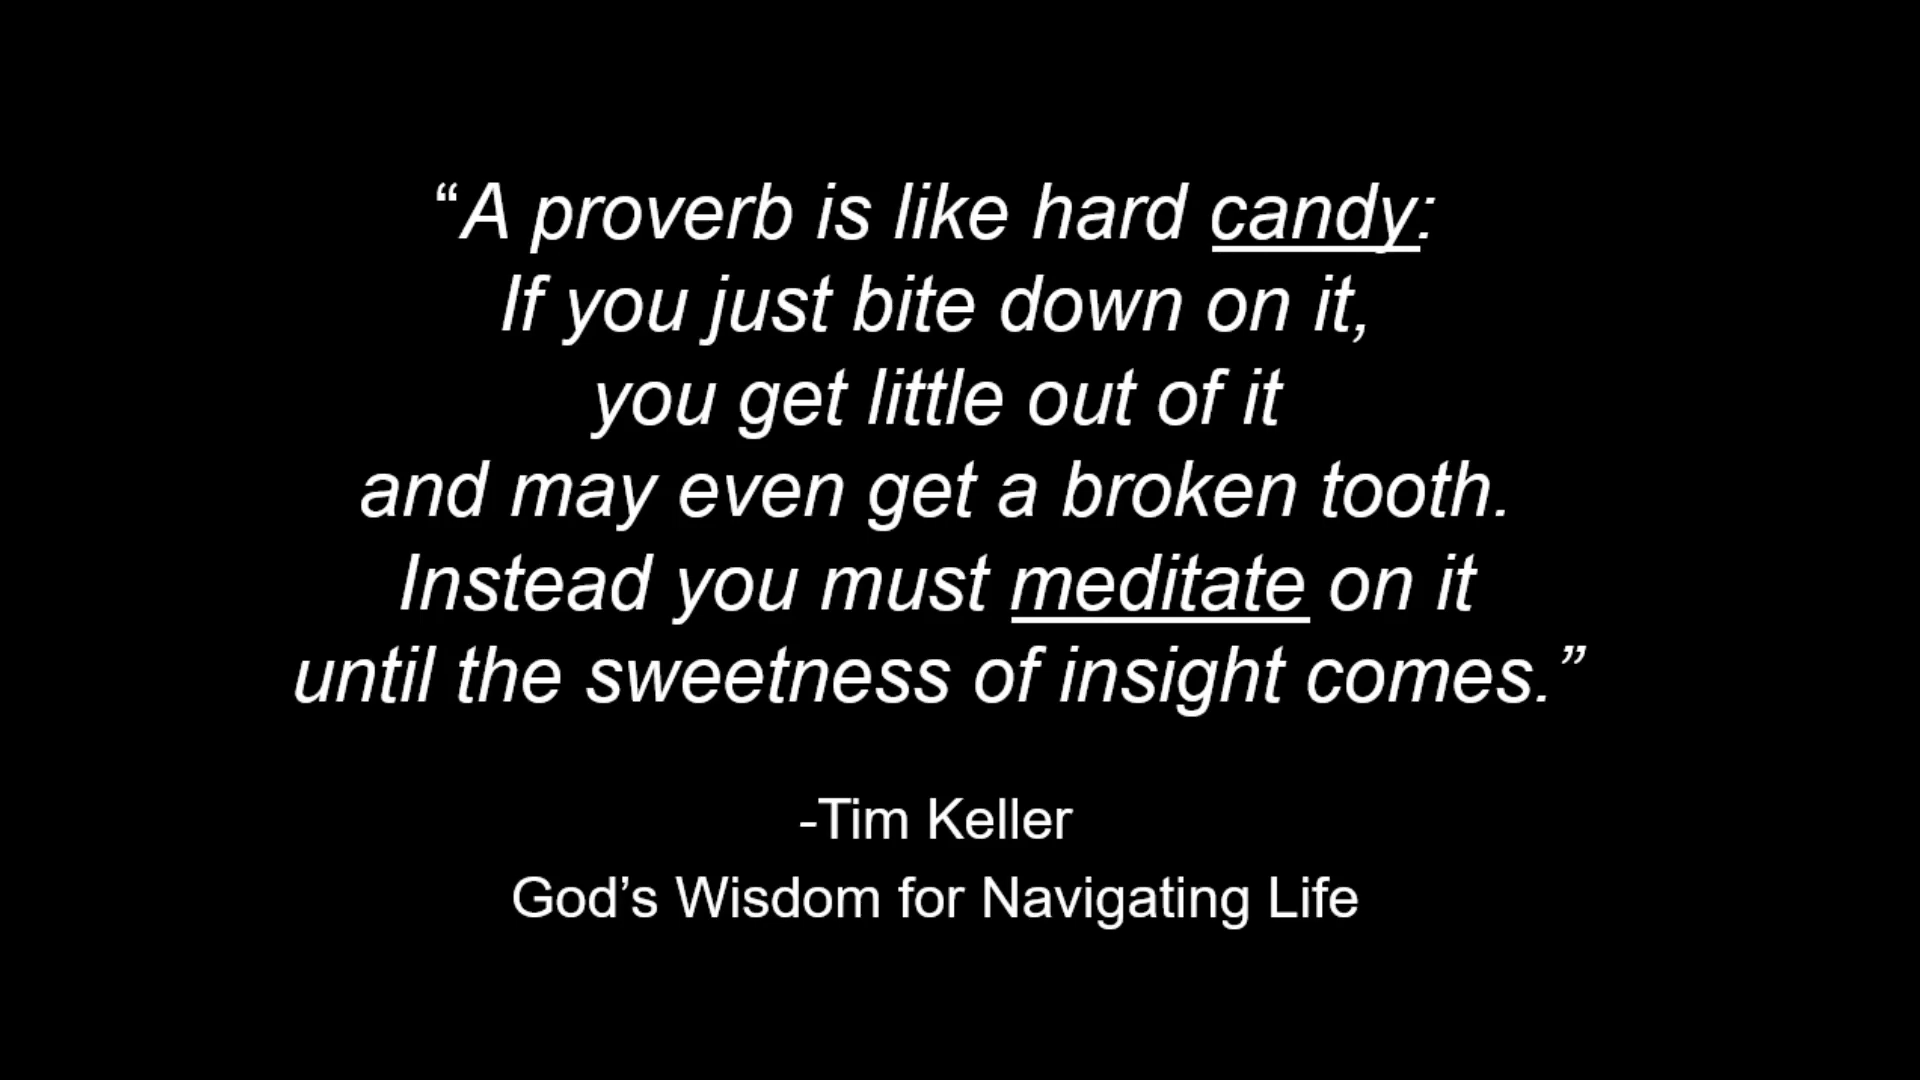 “A proverb is like hard candy:
If you just bite down on it,
you get little out of it
and may even get a broken tooth.
Instead you must meditate on it
until the sweetness of insight comes.”
-Tim Keller
God’s Wisdom for Navigating Life